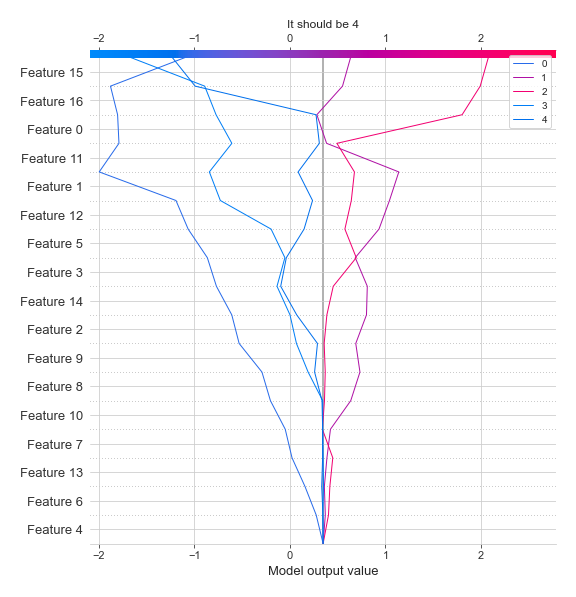 It should be 4
−2 −1 0 1 2
0
1
2
3
4
Feature 15
Feature 16
Feature 0
Feature 11
Feature 1
Feature 12
Feature 5
Feature 3
Feature 14
Feature 2
Feature 9
Feature 8
Feature 10
Feature 7
Feature 13
Feature 6
Feature 4
−2 −1 0 1 2
Model output value